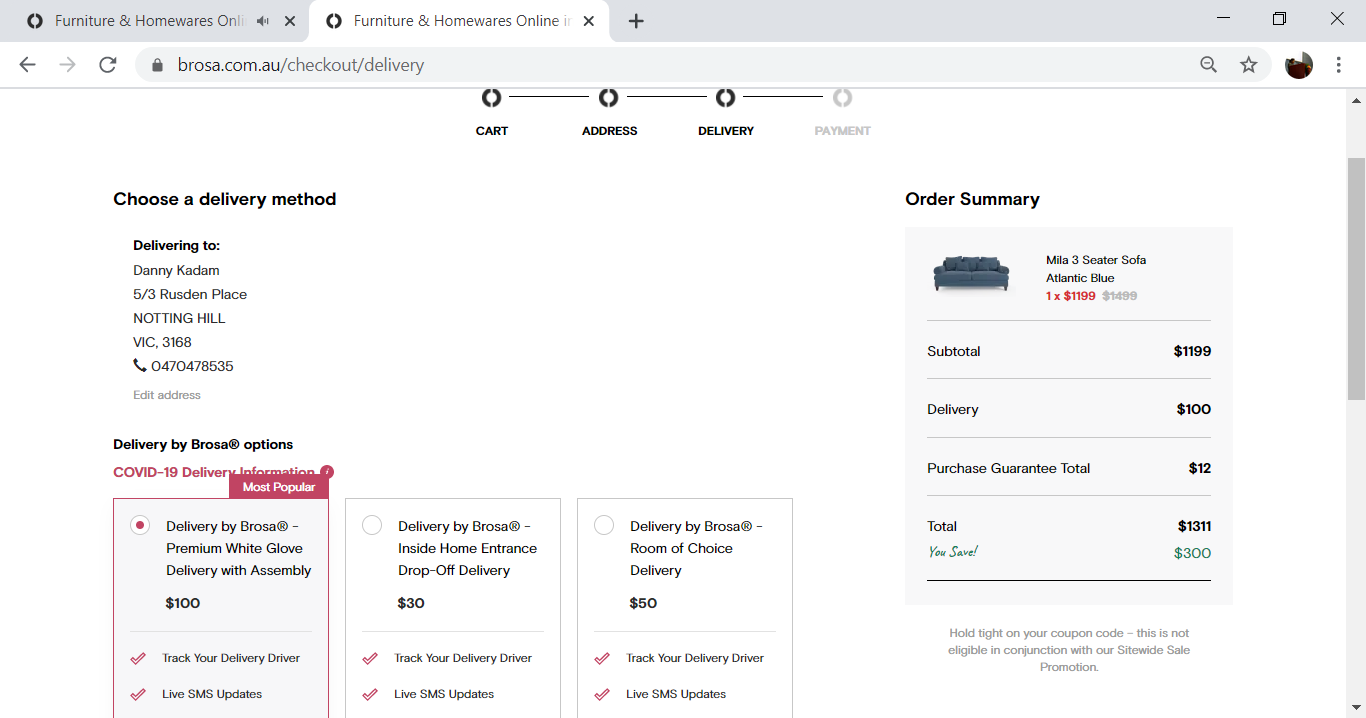 Furniture & Homewares Onli
Furniture & Homewares Online in
brosa.com.au/checkout/delivery
CART
ADDRESS
DELIVERY
PAYMENT
Choose a delivery method
Delivering to:
Danny Kadam
5/3 Rusden Place
NOTTING HILL
VIC, 3168
0470478535
Edit address
Delivery by Brosa® options
COVID-19 Delivery Information i
Most Popular
Delivery by Brosa® -
Premium White Glove
Delivery with Assembly
$100
Track Your Delivery Driver
Live SMS Updates
Delivery by Brosa® -
Inside Home Entrance
Drop-Off Delivery
$30
Track Your Delivery Driver
Live SMS Updates
Delivery by Brosa® -
Room of Choice
Delivery
$50
Track Your Delivery Driver
Live SMS Updates
Order Summary
Mila 3 Seater Sofa
Atlantic Blue
1 x $1199 $1499
Subtotal $1199
Delivery $100
Purchase Guarantee Total $12
Total $1311
You Save! $300
Hold tight on your coupon code – this is not
eligible in conjunction with our Sitewide Sale
Promotion.